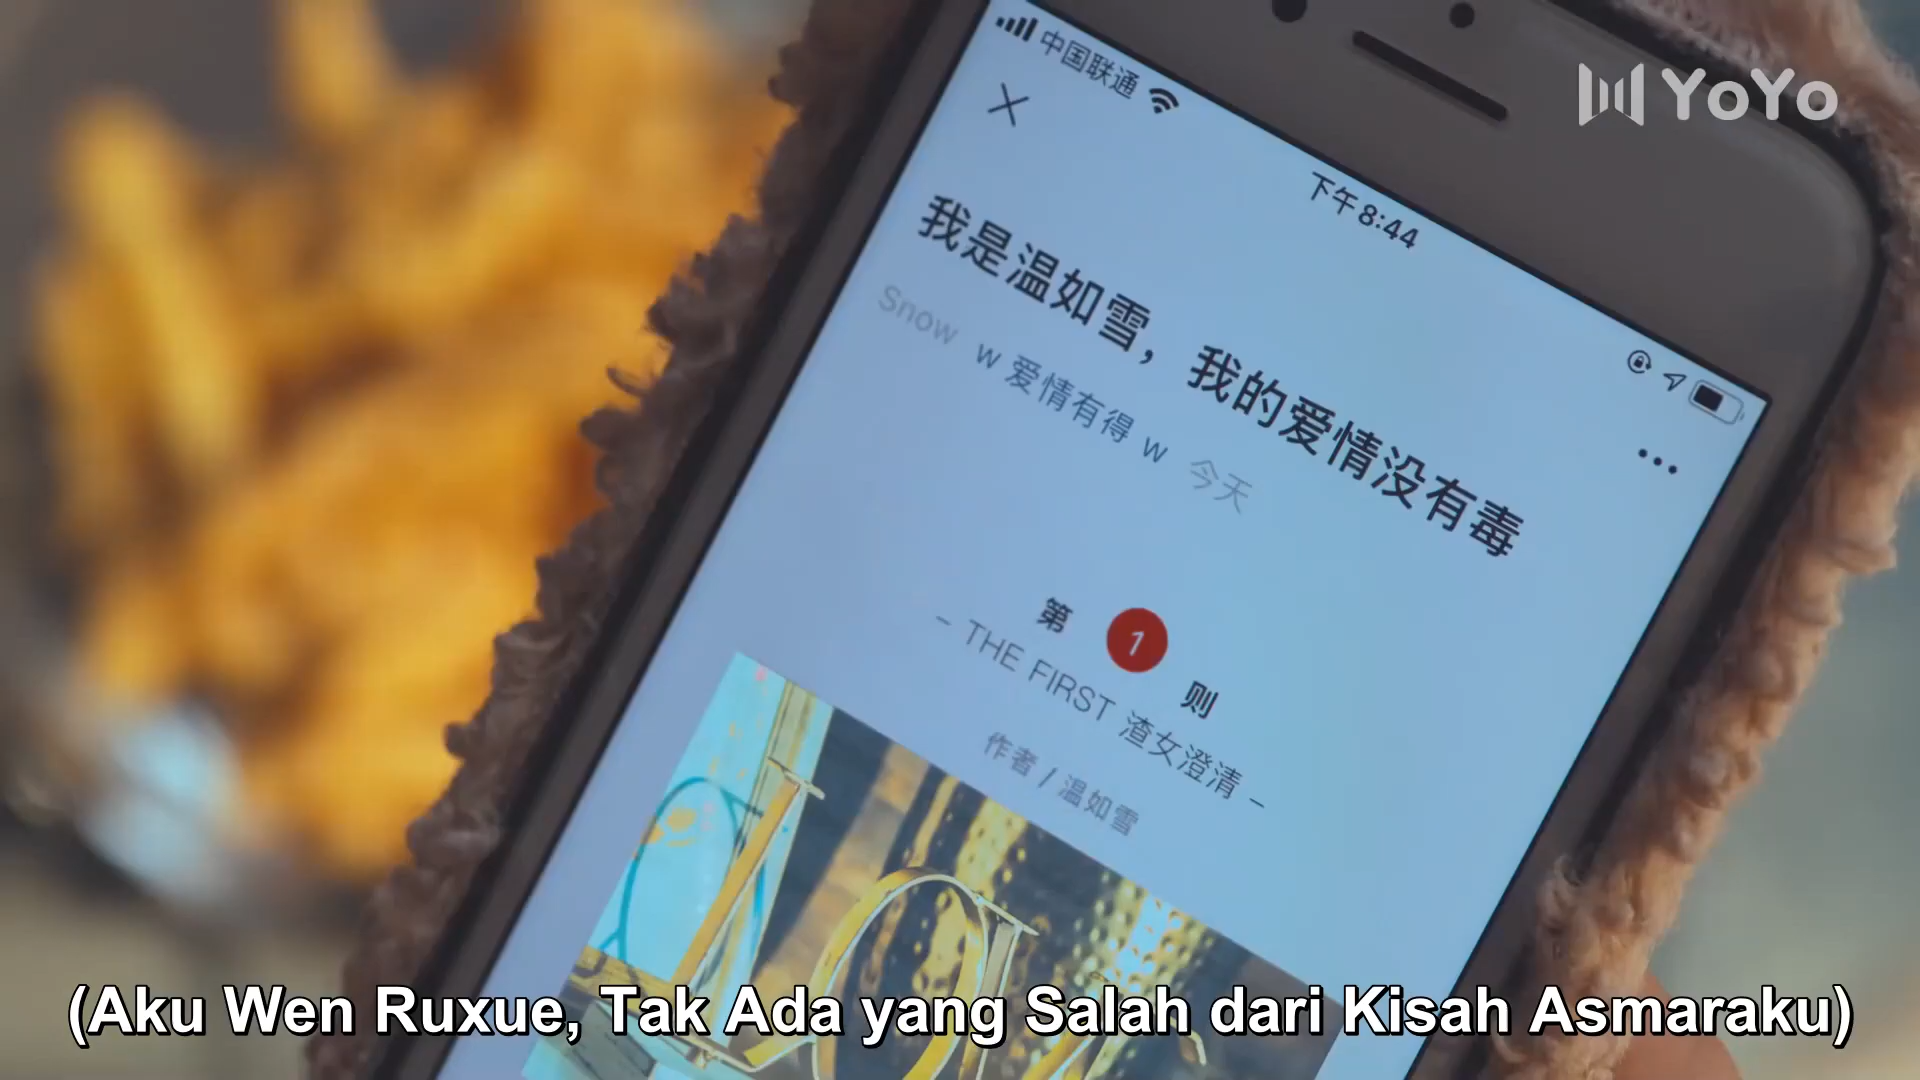 YoYo
中国联通
下午8:44
我是温如雪，我的爱情没有毒
Snow w爱情有得w 今天
第 1 则
- THE FIRST 渣女澄清 -
作者 / 温如雪
(Aku Wen Ruxue, Tak Ada yang Salah dari Kisah Asmaraku)